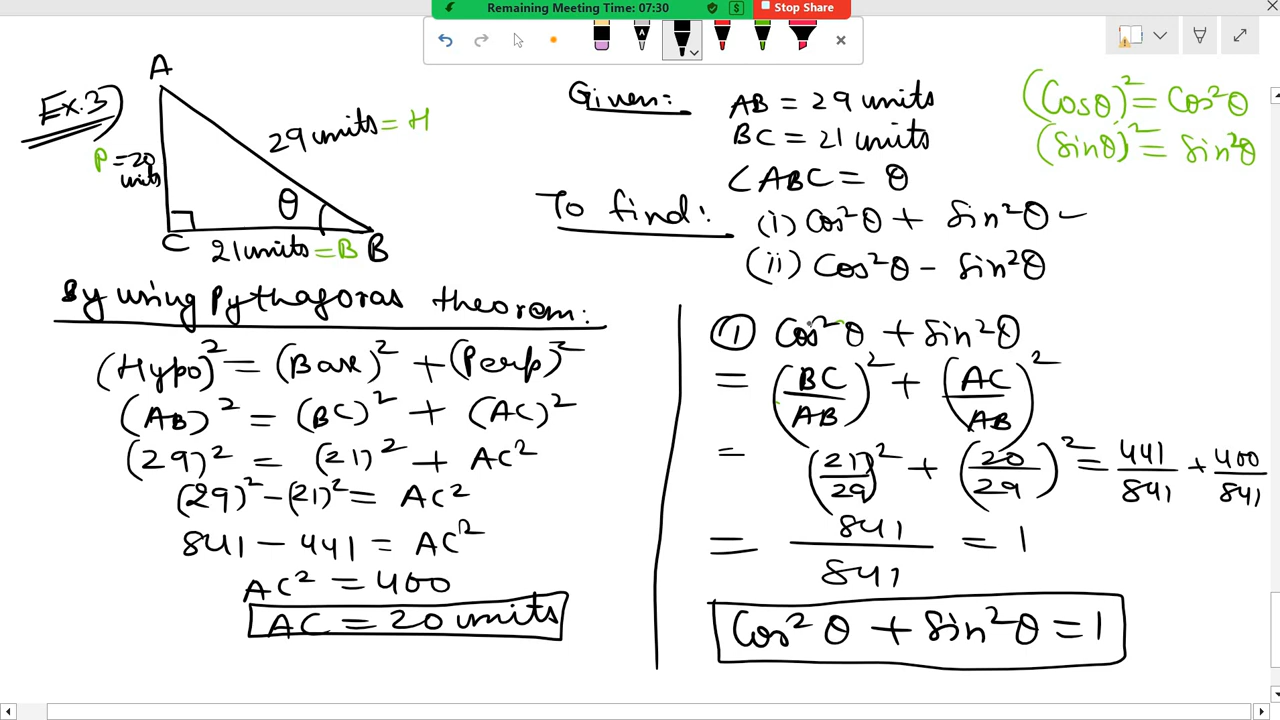 Remaining Meeting Time: 07:30
Stop Share
Ex.3)
A
29 units = H
P = 20 units
θ
C
21 units = B
B
Given:
AB = 29 units
BC = 21 units
∠ABC = θ
To find:
(i) Cos²θ + Sin²θ
(ii) Cos²θ - Sin²θ
(Cosθ)² = Cos²θ
(Sinθ)² = Sin²θ
By using Pythagoras theorem:
(Hypo)² = (Base)² + (Perp)²
(AB)² = (BC)² + (AC)²
(29)² = (21)² + AC²
(29)² - (21)² = AC²
841 - 441 = AC²
AC² = 400
AC = 20 units
① Cos²θ + Sin²θ
= (BC/AB)² + (AC/AB)²
= (21/29)² + (20/29)² = 441/841 + 400/841
= 841/841 = 1
Cos²θ + Sin²θ = 1